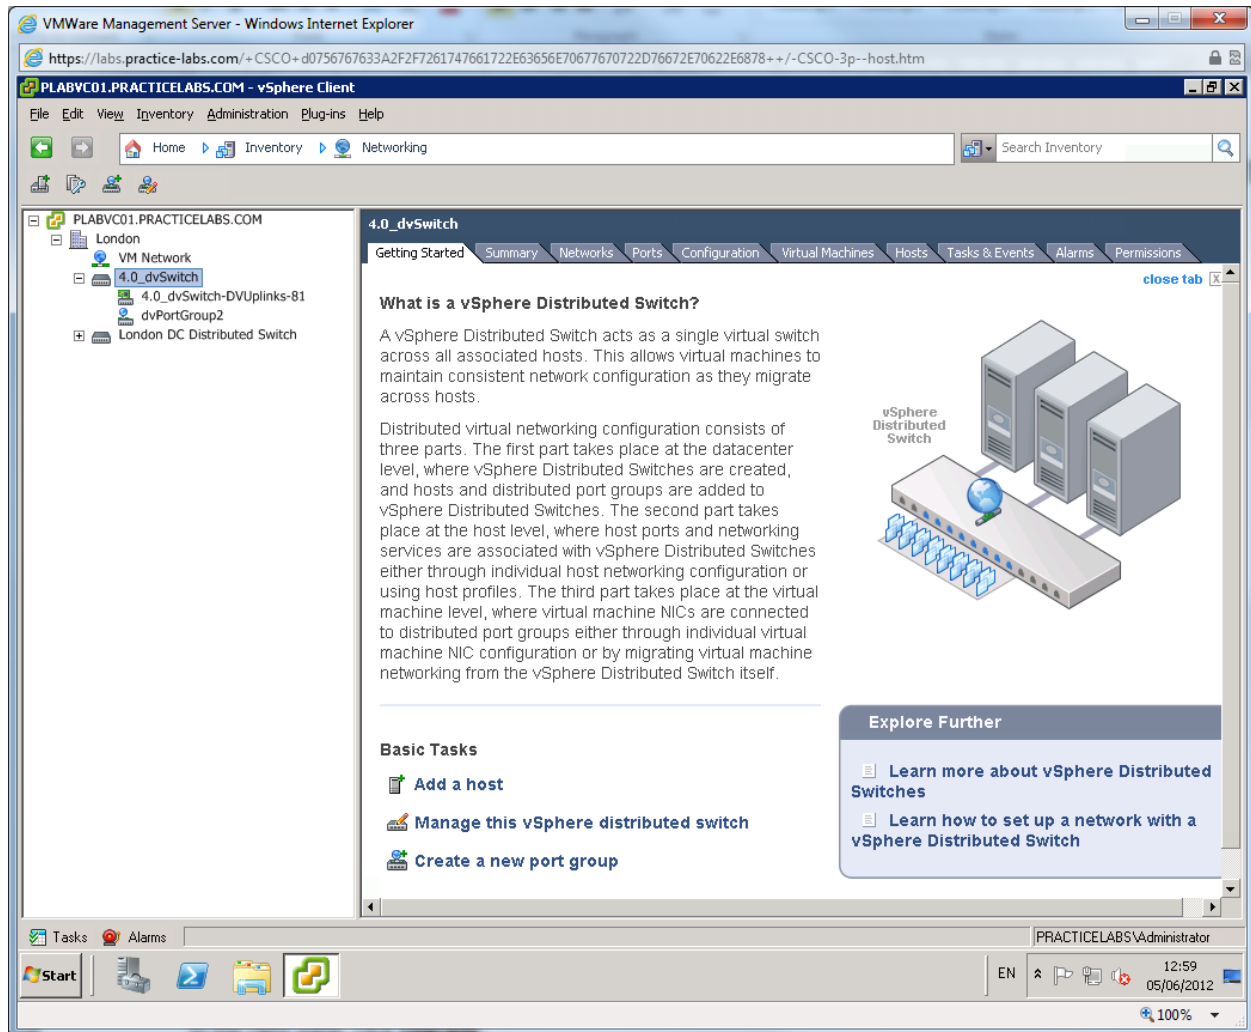 VMWare Management Server - Windows Internet Explorer
https://labs.practice-labs.com/+CSCO+d0756767633A2F2F7261747661722E63656E70677670722D76672E70622E6878++/-CSCO-3p--host.htm
PLABVC01.PRACTICELABS.COM - vSphere Client
File Edit View Inventory Administration Plug-ins Help
Home Inventory Networking Search Inventory
PLABVC01.PRACTICELABS.COM
London
VM Network
4.0_dvSwitch
4.0_dvSwitch-DVUplinks-81
dvPortGroup2
London DC Distributed Switch
4.0_dvSwitch
Getting Started Summary Networks Ports Configuration Virtual Machines Hosts Tasks & Events Alarms Permissions
close tab X
What is a vSphere Distributed Switch?
A vSphere Distributed Switch acts as a single virtual switch
across all associated hosts. This allows virtual machines to
maintain consistent network configuration as they migrate
across hosts.
Distributed virtual networking configuration consists of
three parts. The first part takes place at the datacenter
level, where vSphere Distributed Switches are created,
and hosts and distributed port groups are added to
vSphere Distributed Switches. The second part takes
place at the host level, where host ports and networking
services are associated with vSphere Distributed Switches
either through individual host networking configuration or
using host profiles. The third part takes place at the virtual
machine level, where virtual machine NICs are connected
to distributed port groups either through individual virtual
machine NIC configuration or by migrating virtual machine
networking from the vSphere Distributed Switch itself.
vSphere
Distributed
Switch
Basic Tasks
Add a host
Manage this vSphere distributed switch
Create a new port group
Explore Further
Learn more about vSphere Distributed
Switches
Learn how to set up a network with a
vSphere Distributed Switch
Tasks Alarms PRACTICELABS\Administrator
Start EN 12:59
05/06/2012
100%